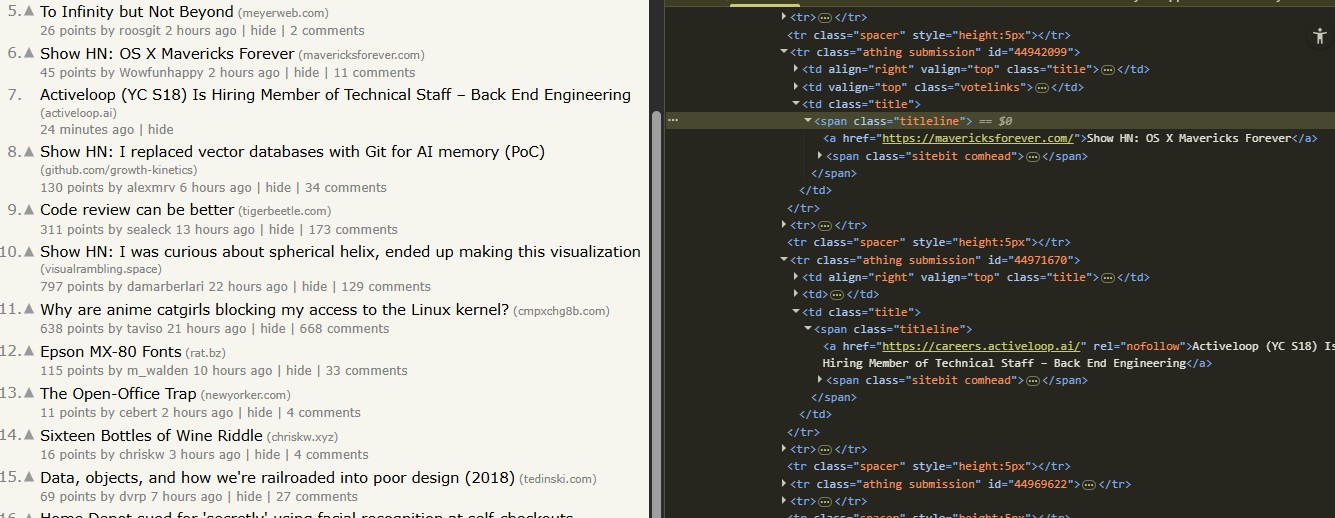 5.▲ To Infinity but Not Beyond (meyerweb.com)
26 points by roosgit 2 hours ago | hide | 2 comments
6.▲ Show HN: OS X Mavericks Forever (mavericksforever.com)
45 points by Wowfunhappy 2 hours ago | hide | 11 comments
7. Activeloop (YC S18) Is Hiring Member of Technical Staff – Back End Engineering
(activeloop.ai)
24 minutes ago | hide
8.▲ Show HN: I replaced vector databases with Git for AI memory (PoC)
(github.com/growth-kinetics)
130 points by alexmrv 6 hours ago | hide | 34 comments
9.▲ Code review can be better (tigerbeetle.com)
311 points by sealeck 13 hours ago | hide | 173 comments
10.▲ Show HN: I was curious about spherical helix, ended up making this visualization
(visualrambling.space)
797 points by damarberlari 22 hours ago | hide | 129 comments
11.▲ Why are anime catgirls blocking my access to the Linux kernel? (cmpxchg8b.com)
638 points by taviso 21 hours ago | hide | 668 comments
12.▲ Epson MX-80 Fonts (rat.bz)
115 points by m_walden 10 hours ago | hide | 33 comments
13.▲ The Open-Office Trap (newyorker.com)
11 points by cebert 2 hours ago | hide | 4 comments
14.▲ Sixteen Bottles of Wine Riddle (chriskw.xyz)
16 points by chriskw 3 hours ago | hide | 4 comments
15.▲ Data, objects, and how we're railroaded into poor design (2018) (tedinski.com)
69 points by dvrp 7 hours ago | hide | 27 comments
<tr>…</tr>
<tr class="spacer" style="height:5px"></tr>
<tr class="athing submission" id="44942099">
<td align="right" valign="top" class="title">…</td>
<td valign="top" class="votelinks">…</td>
<td class="title">
<span class="titleline"> == $0
<a href="https://mavericksforever.com/">Show HN: OS X Mavericks Forever</a>
<span class="sitebit comhead">…</span>
</span>
</td>
</tr>
<tr>…</tr>
<tr class="spacer" style="height:5px"></tr>
<tr class="athing submission" id="44971670">
<td align="right" valign="top" class="title">…</td>
<td>…</td>
<td class="title">
<span class="titleline">
<a href="https://careers.activeloop.ai/" rel="nofollow">Activeloop (YC S18) Is
Hiring Member of Technical Staff – Back End Engineering</a>
<span class="sitebit comhead">…</span>
</span>
</td>
</tr>
<tr>…</tr>
<tr class="spacer" style="height:5px"></tr>
<tr class="athing submission" id="44969622">…</tr>
<tr>…</tr>